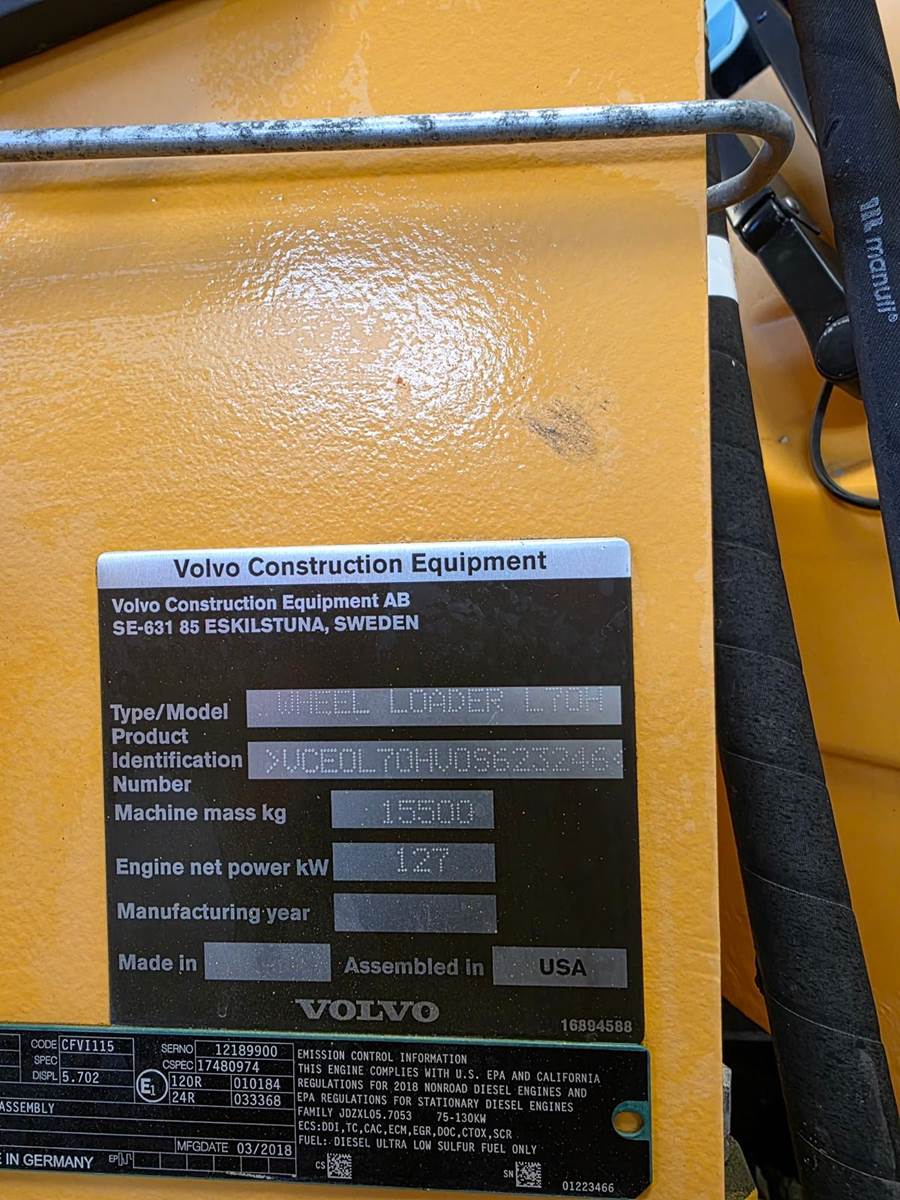 manuli®
Volvo Construction Equipment
Volvo Construction Equipment AB
SE-631 85 ESKILSTUNA, SWEDEN
Type/Model WHEEL LOADER L70H
Product
Identification >VCE0L70HV0S623246<
Number
Machine mass kg 15500
Engine net power kW 127
Manufacturing year
Made in Assembled in USA
VOLVO
16894588
CODE CFVI115
SPEC
DISPL 5.702
ASSEMBLY
E IN GERMANY
SERNO 12189900
CSPEC 17480974
E1 120R 010184
24R 033368
MFGDATE 03/2018
EMISSION CONTROL INFORMATION
THIS ENGINE COMPLIES WITH U.S. EPA AND CALIFORNIA
REGULATIONS FOR 2018 NONROAD DIESEL ENGINES AND
EPA REGULATIONS FOR STATIONARY DIESEL ENGINES
FAMILY JDZXL05.7053 75-130KW
ECS:DDI,TC,CAC,ECM,EGR,DOC,CTOX,SCR
FUEL: DIESEL ULTRA LOW SULFUR FUEL ONLY
CS SN 01223466